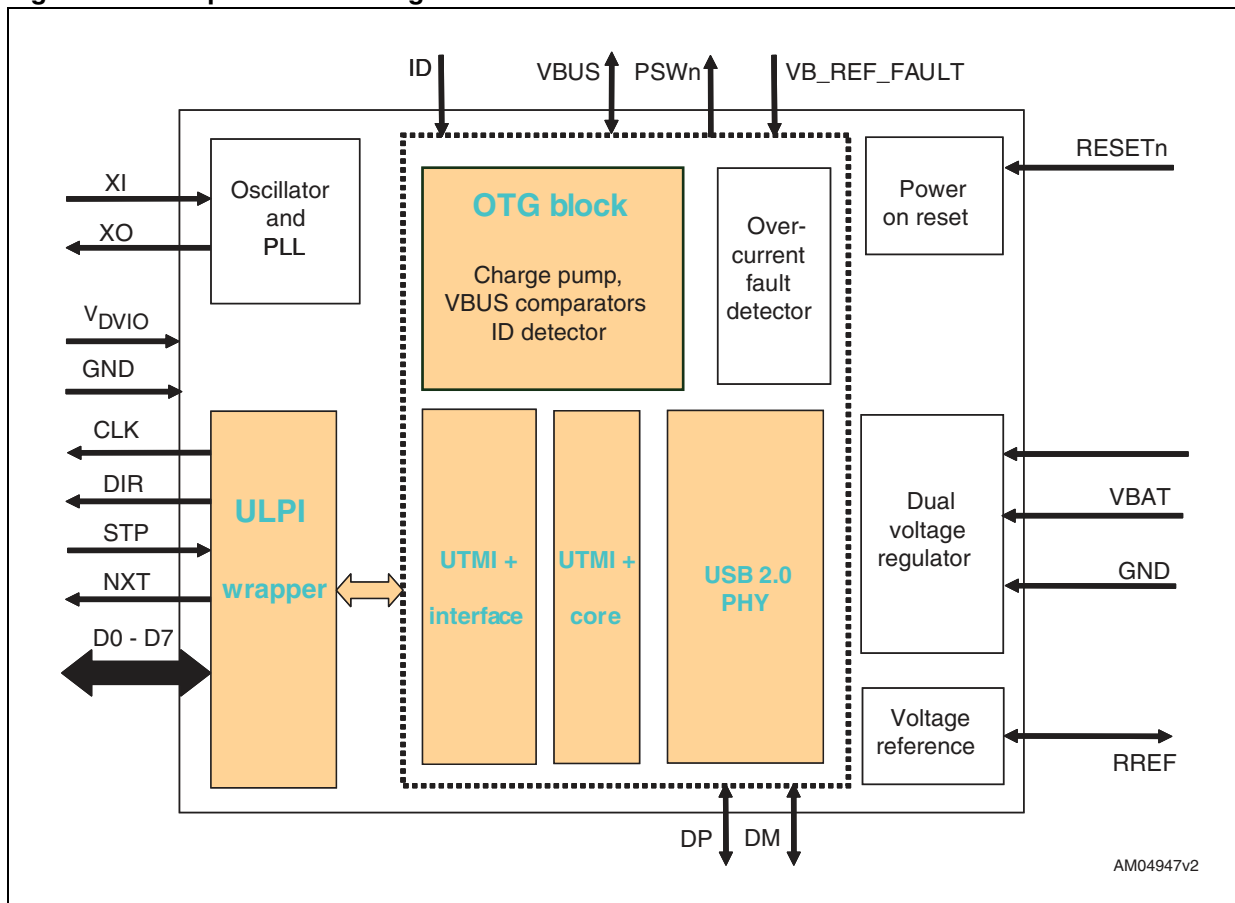 ID
VBUS
PSWn
VB_REF_FAULT
XI
XO
Oscillator
and
PLL
OTG block
Charge pump,
VBUS comparators
ID detector
Over-
current
fault
detector
Power
on reset
RESETn
VDVIO
GND
CLK
DIR
STP
NXT
D0 - D7
ULPI
wrapper
UTMI +
interface
UTMI +
core
USB 2.0
PHY
Dual
voltage
regulator
VBAT
GND
Voltage
reference
RREF
DP
DM
AM04947v2